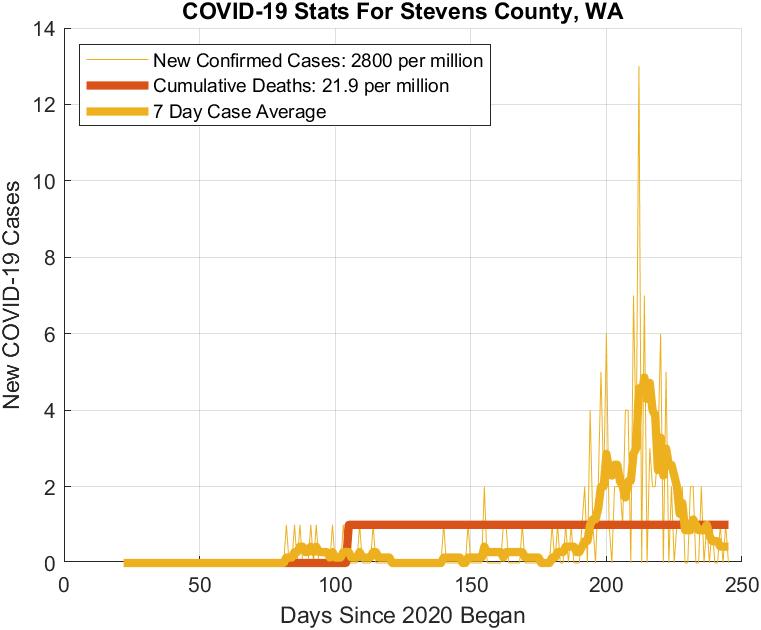 COVID-19 Stats For Stevens County, WA
New Confirmed Cases: 2800 per million
Cumulative Deaths: 21.9 per million
7 Day Case Average
New COVID-19 Cases
14
12
10
8
6
4
2
0
0 50 100 150 200 250
Days Since 2020 Began